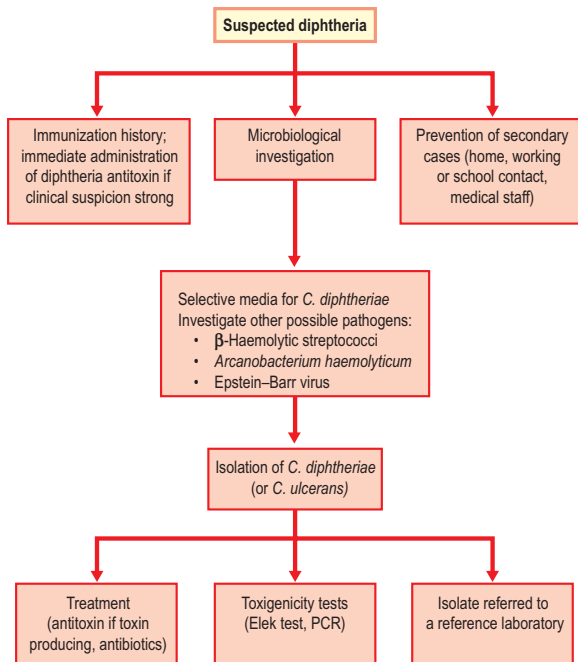 Suspected diphtheria
Immunization history;
immediate administration
of diphtheria antitoxin if
clinical suspicion strong
Microbiological
investigation
Prevention of secondary
cases (home, working
or school contact,
medical staff)
Selective media for C. diphtheriae
Investigate other possible pathogens:
• β-Haemolytic streptococci
• Arcanobacterium haemolyticum
• Epstein–Barr virus
Isolation of C. diphtheriae
(or C. ulcerans)
Treatment
(antitoxin if toxin
producing, antibiotics)
Toxigenicity tests
(Elek test, PCR)
Isolate referred to
a reference laboratory